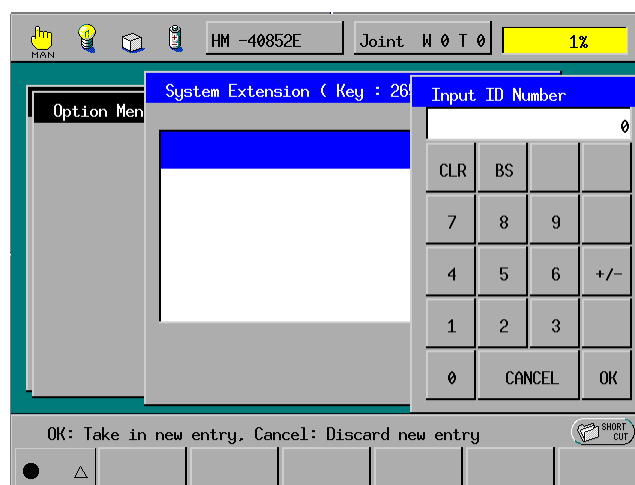 MAN
HM -40852E
Joint W 0 T 0
1%
Option Men
System Extension ( Key : 26
Input ID Number
0
CLR BS
7 8 9
4 5 6 +/-
1 2 3
0 CANCEL OK
OK: Take in new entry, Cancel: Discard new entry
SHORT
CUT